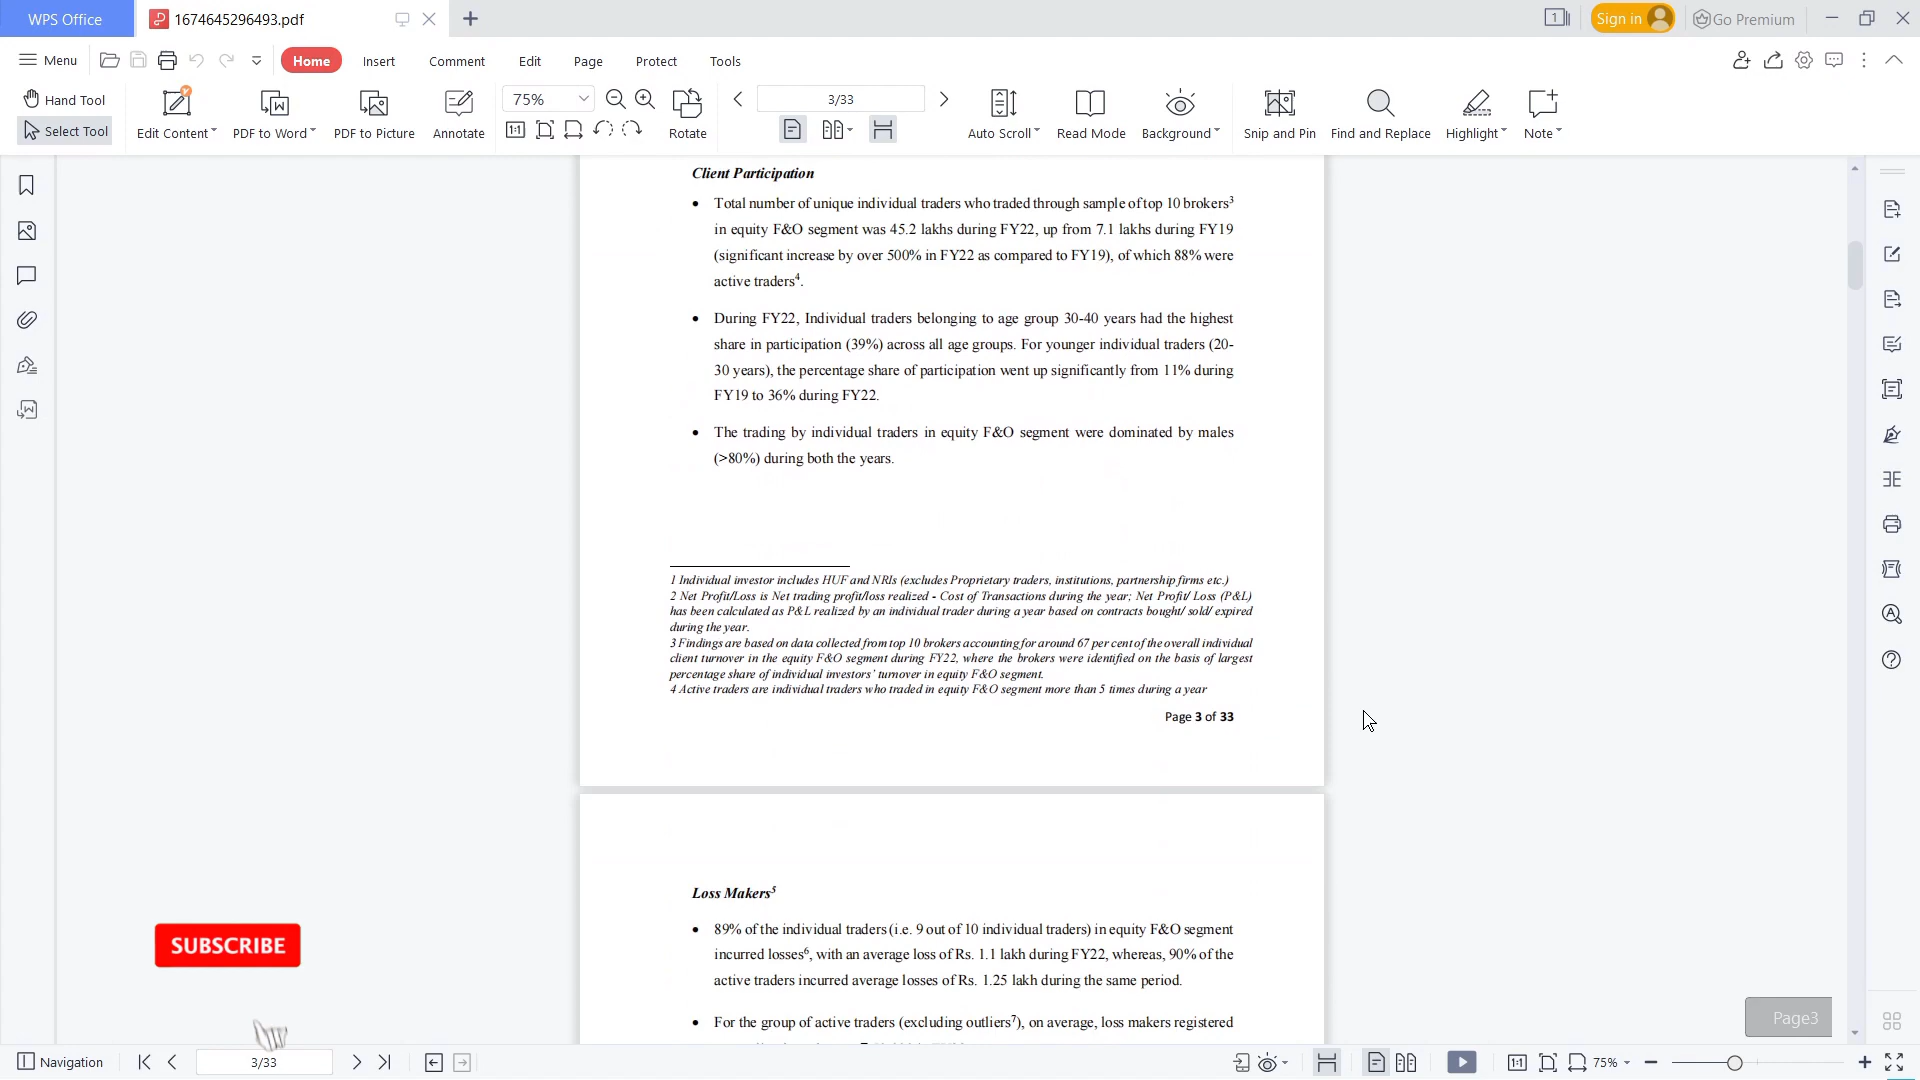 WPS Office 1674645296493.pdf Sign in Go Premium
Menu Home Insert Comment Edit Page Protect Tools
Hand Tool
Select Tool
Edit Content PDF to Word PDF to Picture Annotate
75%
Rotate
3/33
Auto Scroll Read Mode Background Snip and Pin Find and Replace Highlight Note
Client Participation
• Total number of unique individual traders who traded through sample of top 10 brokers3
in equity F&O segment was 45.2 lakhs during FY22, up from 7.1 lakhs during FY19
(significant increase by over 500% in FY22 as compared to FY19), of which 88% were
active traders4.
• During FY22, Individual traders belonging to age group 30-40 years had the highest
share in participation (39%) across all age groups. For younger individual traders (20-
30 years), the percentage share of participation went up significantly from 11% during
FY19 to 36% during FY22.
• The trading by individual traders in equity F&O segment were dominated by males
(>80%) during both the years.
1 Individual investor includes HUF and NRIs (excludes Proprietary traders, institutions, partnership firms etc.)
2 Net Profit/Loss is Net trading profit/loss realized - Cost of Transactions during the year; Net Profit/ Loss (P&L)
has been calculated as P&L realized by an individual trader during a year based on contracts bought/ sold/ expired
during the year.
3 Findings are based on data collected from top 10 brokers accounting for around 67 per cent of the overall individual
client turnover in the equity F&O segment during FY22, where the brokers were identified on the basis of largest
percentage share of individual investors' turnover in equity F&O segment.
4 Active traders are individual traders who traded in equity F&O segment more than 5 times during a year
Page 3 of 33
Loss Makers5
• 89% of the individual traders (i.e. 9 out of 10 individual traders) in equity F&O segment
incurred losses6, with an average loss of Rs. 1.1 lakh during FY22, whereas, 90% of the
active traders incurred average losses of Rs. 1.25 lakh during the same period.
• For the group of active traders (excluding outliers7), on average, loss makers registered
SUBSCRIBE
Page3
Navigation 3/33 75%